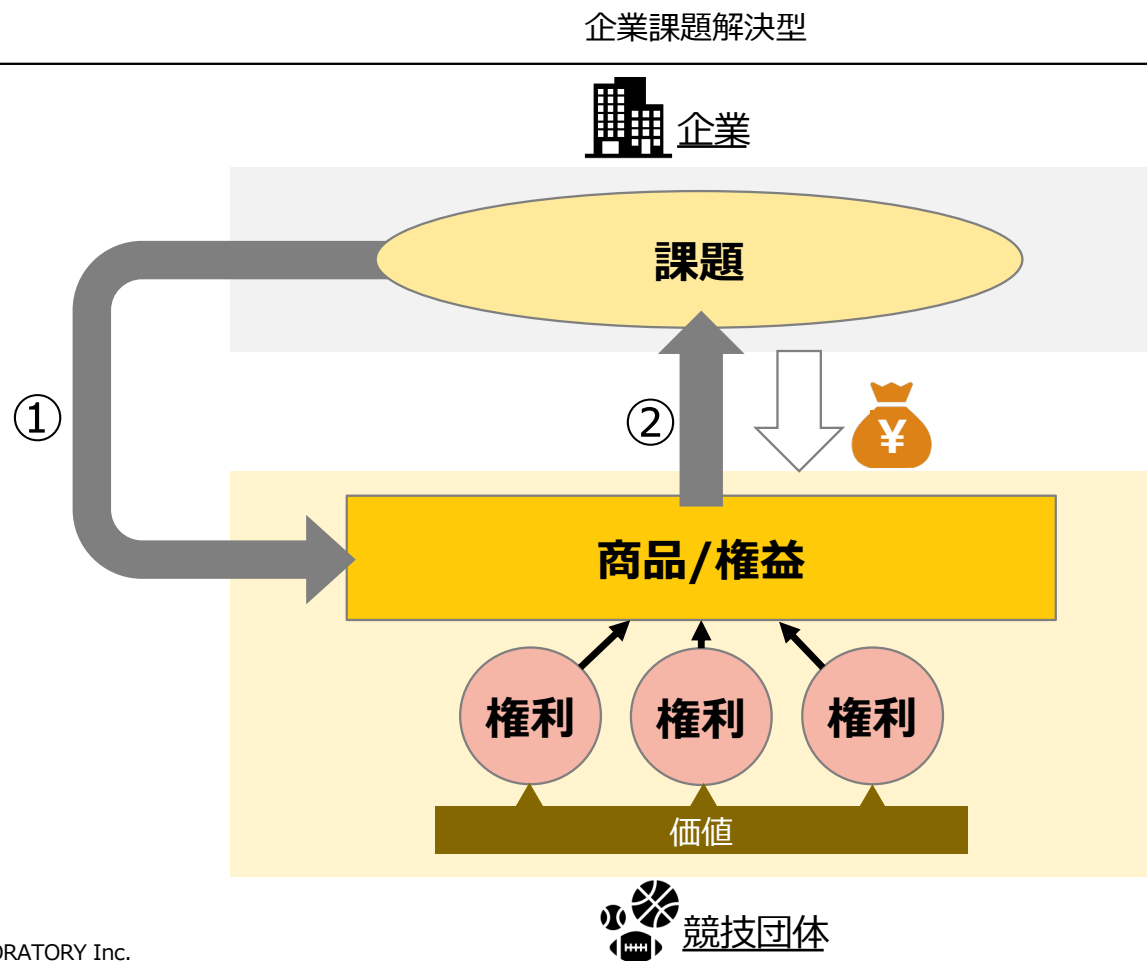 企業課題解決型
企業
課題
①
②
¥
商品/権益
権利
権利
権利
価値
競技団体
ORATORY Inc.